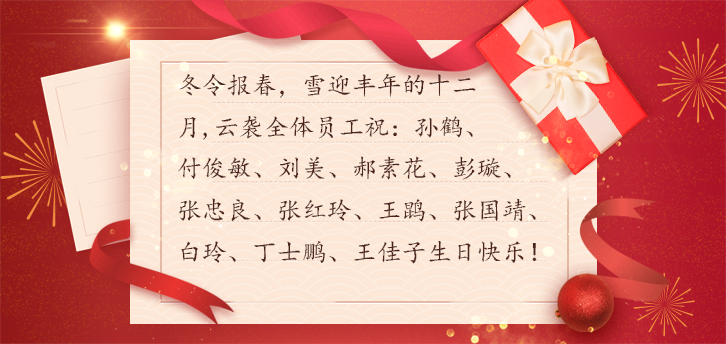 冬令报春，雪迎丰年的十二
月,云袭全体员工祝：孙鹤、
付俊敏、刘美、郝素花、彭璇、
张忠良、张红玲、王鹍、张国靖、
白玲、丁士鹏、王佳子生日快乐！